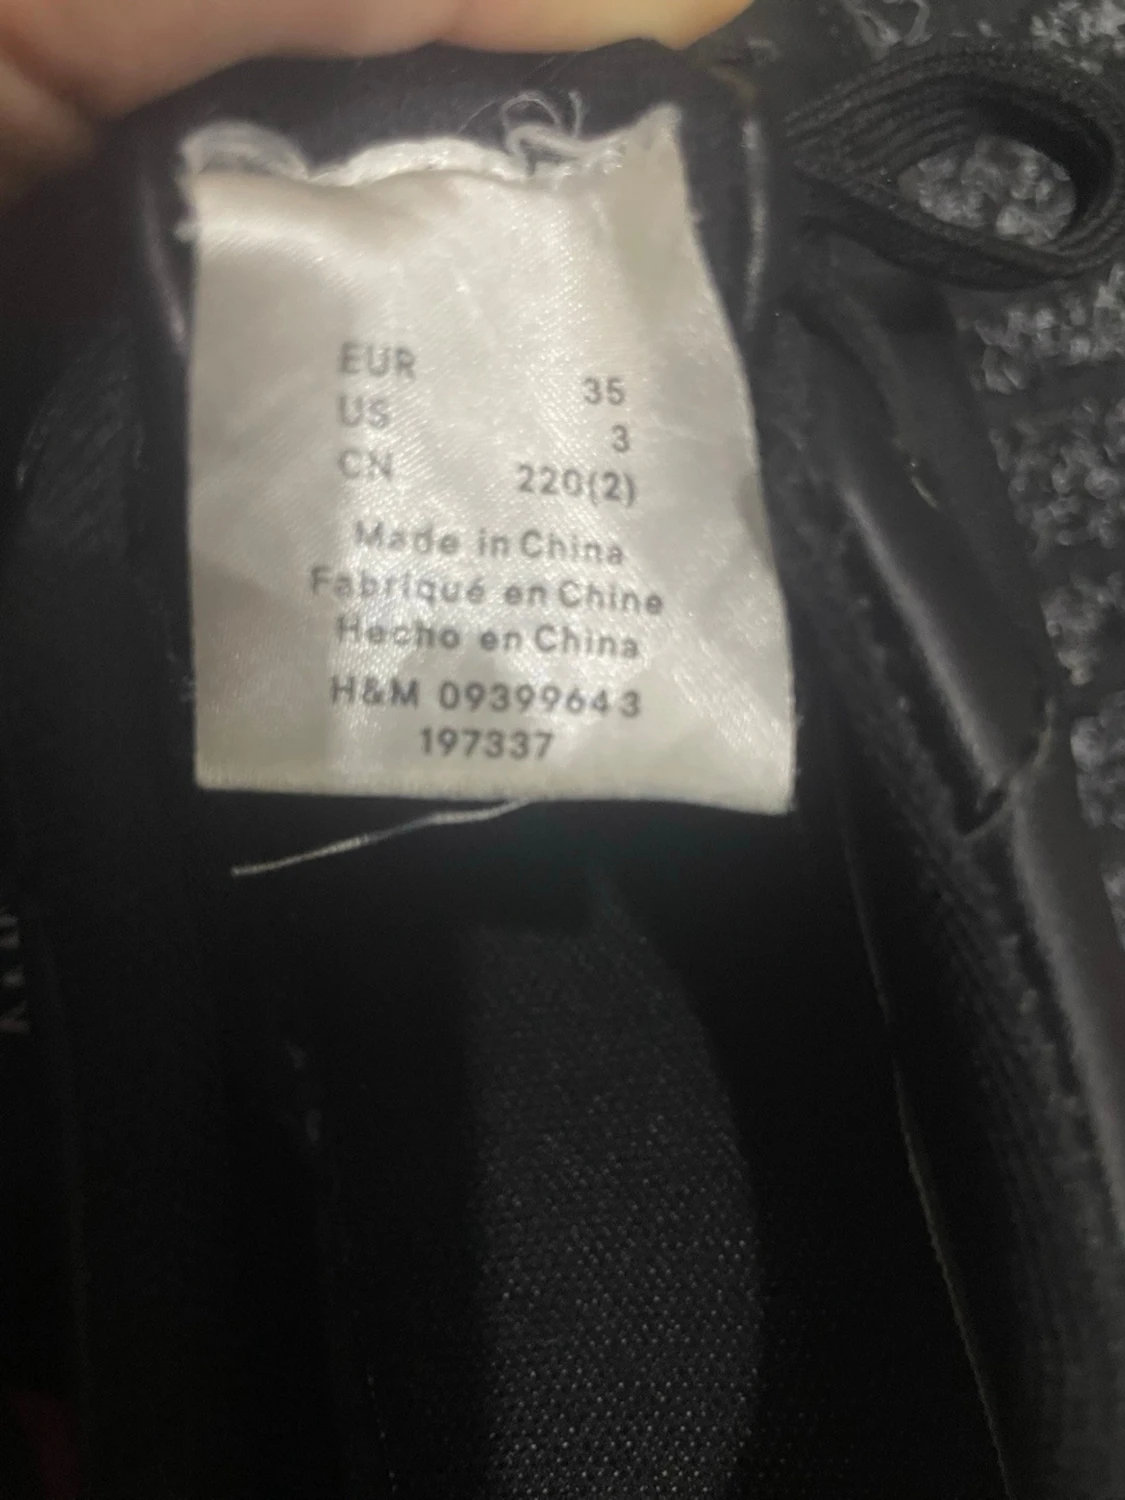 EUR 35
US 3
CN 220(2)
Made in China
Fabriqué en Chine
Hecho en China
H&M 09399643
197337